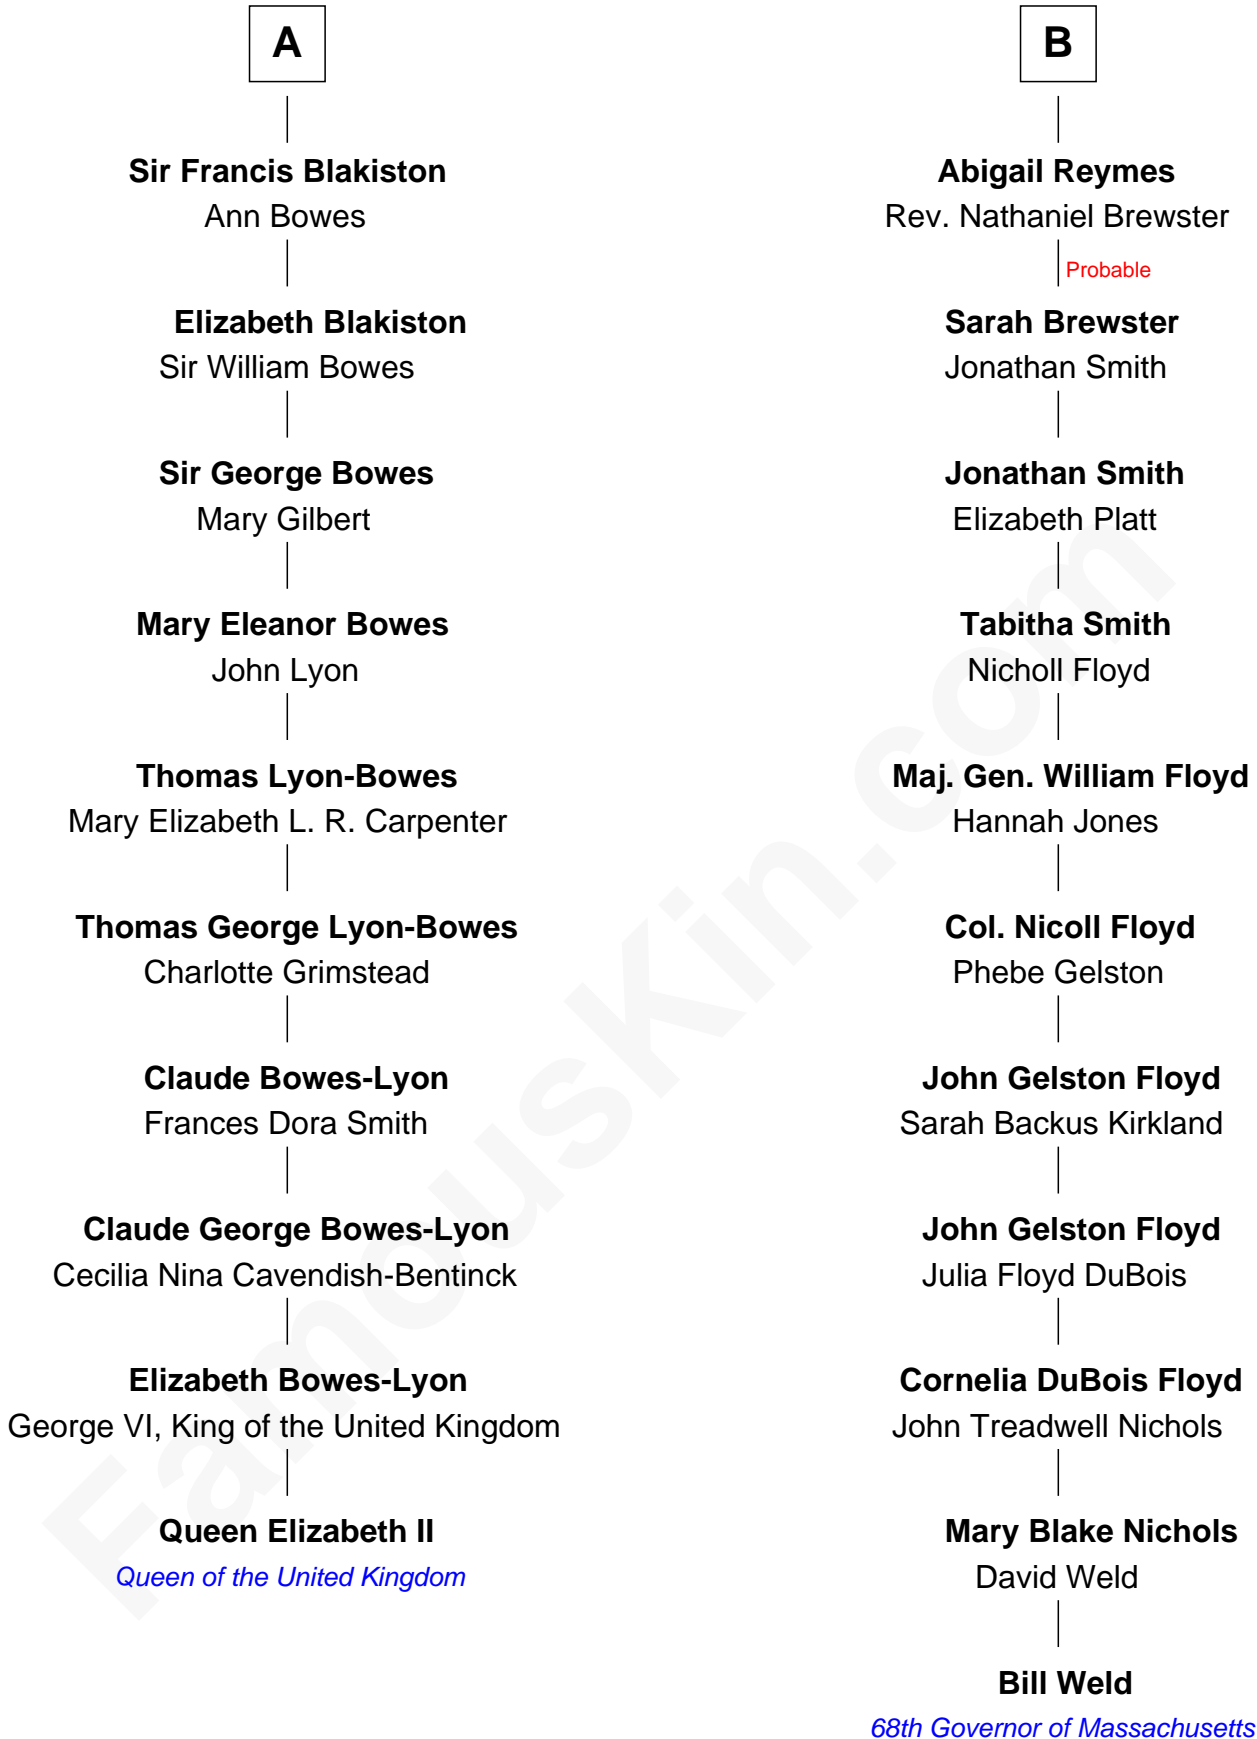 A
Sir Francis Blakiston
Ann Bowes
Elizabeth Blakiston
Sir William Bowes
Sir George Bowes
Mary Gilbert
Mary Eleanor Bowes
John Lyon
Thomas Lyon-Bowes
Mary Elizabeth L. R. Carpenter
Thomas George Lyon-Bowes
Charlotte Grimstead
Claude Bowes-Lyon
Frances Dora Smith
Claude George Bowes-Lyon
Cecilia Nina Cavendish-Bentinck
Elizabeth Bowes-Lyon
George VI, King of the United Kingdom
Queen Elizabeth II
Queen of the United Kingdom
B
Abigail Reymes
Rev. Nathaniel Brewster
Probable
Sarah Brewster
Jonathan Smith
Jonathan Smith
Elizabeth Platt
Tabitha Smith
Nicholl Floyd
Maj. Gen. William Floyd
Hannah Jones
Col. Nicoll Floyd
Phebe Gelston
John Gelston Floyd
Sarah Backus Kirkland
John Gelston Floyd
Julia Floyd DuBois
Cornelia DuBois Floyd
John Treadwell Nichols
Mary Blake Nichols
David Weld
Bill Weld
68th Governor of Massachusetts
FamousKin.com